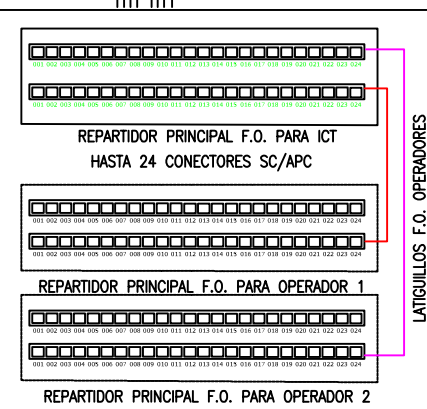 001 002 003 004 005 006 007 008 009 010 011 012 013 014 015 016 017 018 019 020 021 022 023 024
001 002 003 004 005 006 007 008 009 010 011 012 013 014 015 016 017 018 019 020 021 022 023 024
REPARTIDOR PRINCIPAL F.O. PARA ICT
HASTA 24 CONECTORES SC/APC
001 002 003 004 005 006 007 008 009 010 011 012 013 014 015 016 017 018 019 020 021 022 023 024
001 002 003 004 005 006 007 008 009 010 011 012 013 014 015 016 017 018 019 020 021 022 023 024
REPARTIDOR PRINCIPAL F.O. PARA OPERADOR 1
001 002 003 004 005 006 007 008 009 010 011 012 013 014 015 016 017 018 019 020 021 022 023 024
001 002 003 004 005 006 007 008 009 010 011 012 013 014 015 016 017 018 019 020 021 022 023 024
REPARTIDOR PRINCIPAL F.O. PARA OPERADOR 2
LATIGUILLOS F.O. OPERADORES